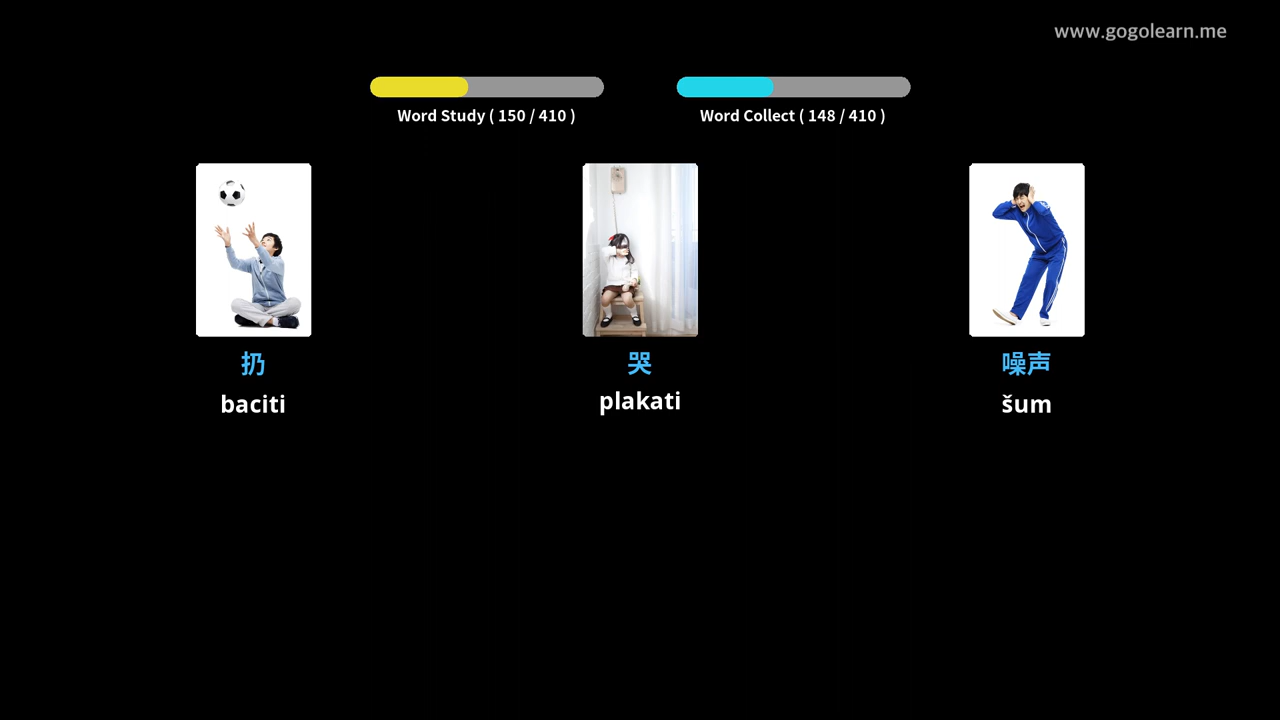 www.gogolearn.me
Word Study ( 150 / 410 )
Word Collect ( 148 / 410 )
扔
哭
噪声
baciti
plakati
šum